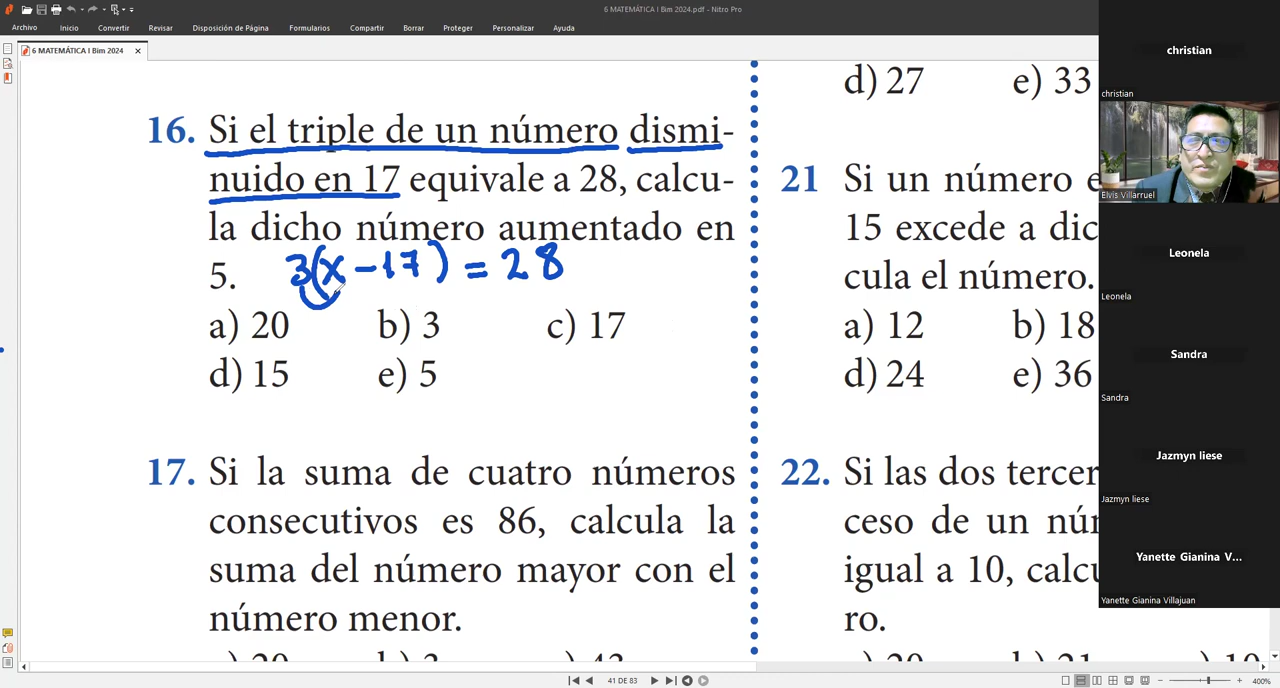 6 MATEMÁTICA I Bim 2024.pdf - Nitro Pro
Archivo Inicio Convertir Revisar Disposición de Página Formularios Compartir Borrar Proteger Personalizar Ayuda
6 MATEMÁTICA I Bim 2024
16. Si el triple de un número dismi-
nuido en 17 equivale a 28, calcu-
la dicho número aumentado en
5.
3(x - 17) = 28
a) 20 b) 3 c) 17
d) 15 e) 5
17. Si la suma de cuatro números
consecutivos es 86, calcula la
suma del número mayor con el
número menor.
d) 27 e) 33
21 Si un número e
15 excede a dic
cula el número.
a) 12 b) 18
d) 24 e) 36
22. Si las dos tercer
ceso de un nún
igual a 10, calcu
ro.
christian
christian
Elvis Villarruel
Leonela
Leonela
Sandra
Sandra
Jazmyn liese
Jazmyn liese
Yanette Gianina V...
Yanette Gianina Villajuan
41 DE 83
400%